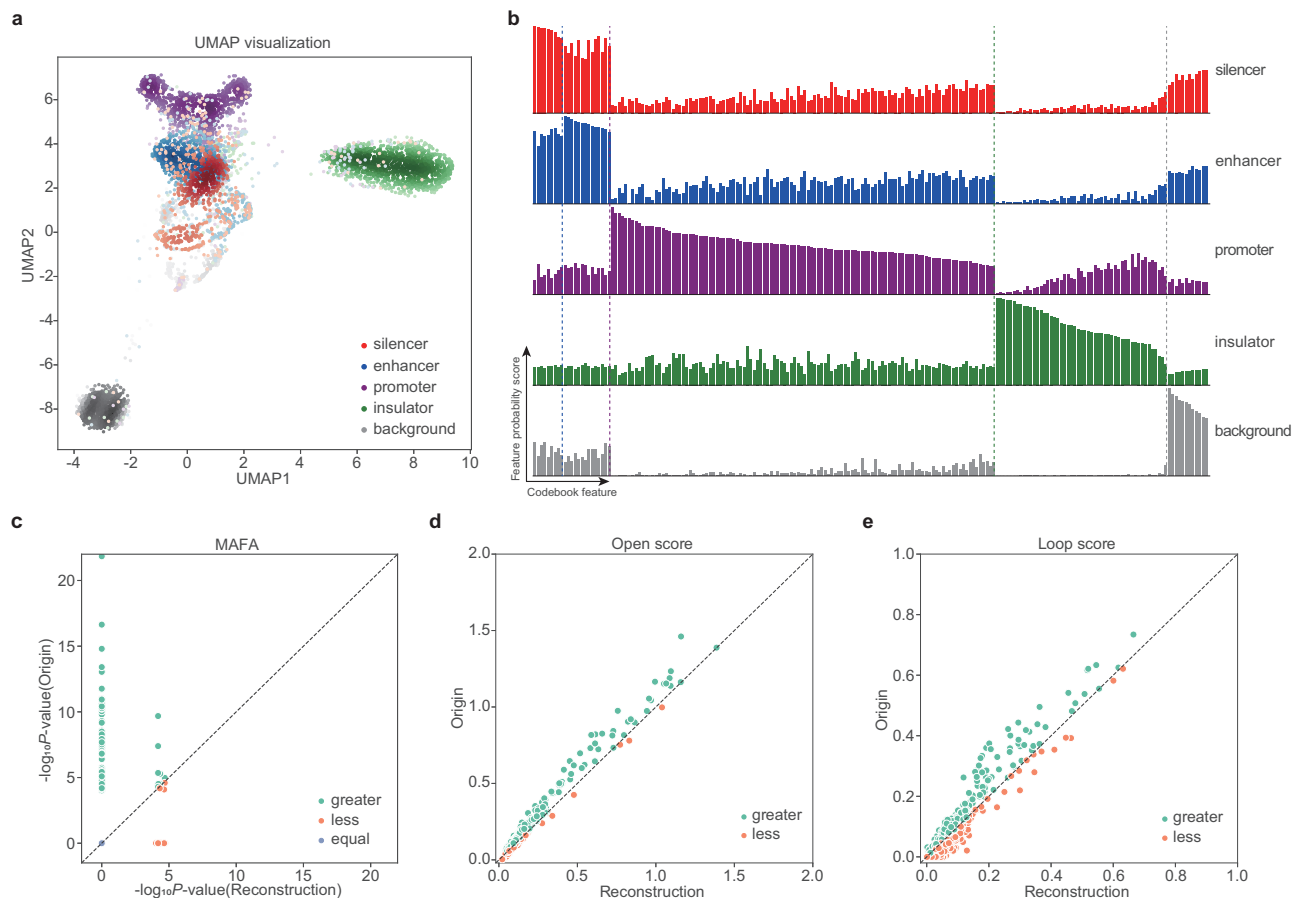 a
UMAP visualization
UMAP2
6
4
2
0
-2
-4
-6
-8
silencer
enhancer
promoter
insulator
background
-4 -2 0 2 4 6 8 10
UMAP1
b
silencer
enhancer
promoter
insulator
background
Feature probability score
Codebook feature
c
MAFA
-log₁₀P-value(Origin)
20
15
10
5
0
greater
less
equal
0 5 10 15 20
-log₁₀P-value(Reconstruction)
d
Open score
Origin
2.0
1.5
1.0
0.5
0.0
greater
less
0.0 0.5 1.0 1.5 2.0
Reconstruction
e
Loop score
Origin
1.0
0.8
0.6
0.4
0.2
0.0
greater
less
0.0 0.2 0.4 0.6 0.8 1.0
Reconstruction